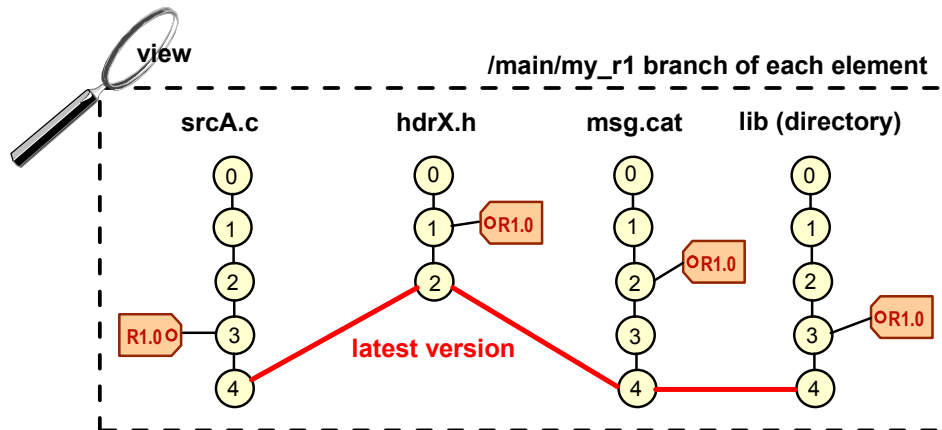 view
/main/my_r1 branch of each element
srcA.c hdrX.h msg.cat lib (directory)
0 0 0 0
1 1 R1.0 1 1
2 2 2 R1.0 2
R1.0 3 3 3 R1.0
latest version
4 4 4